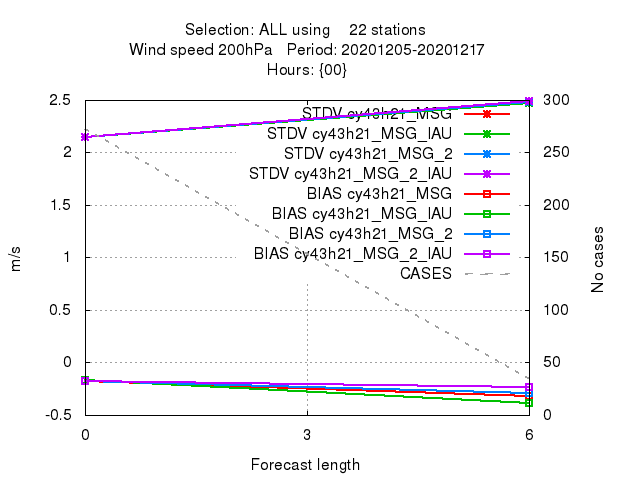 Selection: ALL using    22 stations
Wind speed 200hPa   Period: 20201205-20201217
Hours: {00}
2.5
2
1.5
1
0.5
0
-0.5
m/s
STDV cy43h21_MSG
STDV cy43h21_MSG_IAU
STDV cy43h21_MSG_2
STDV cy43h21_MSG_2_IAU
BIAS cy43h21_MSG
BIAS cy43h21_MSG_IAU
BIAS cy43h21_MSG_2
BIAS cy43h21_MSG_2_IAU
CASES
300
250
200
150
100
50
0
No cases
0 3 6
Forecast length